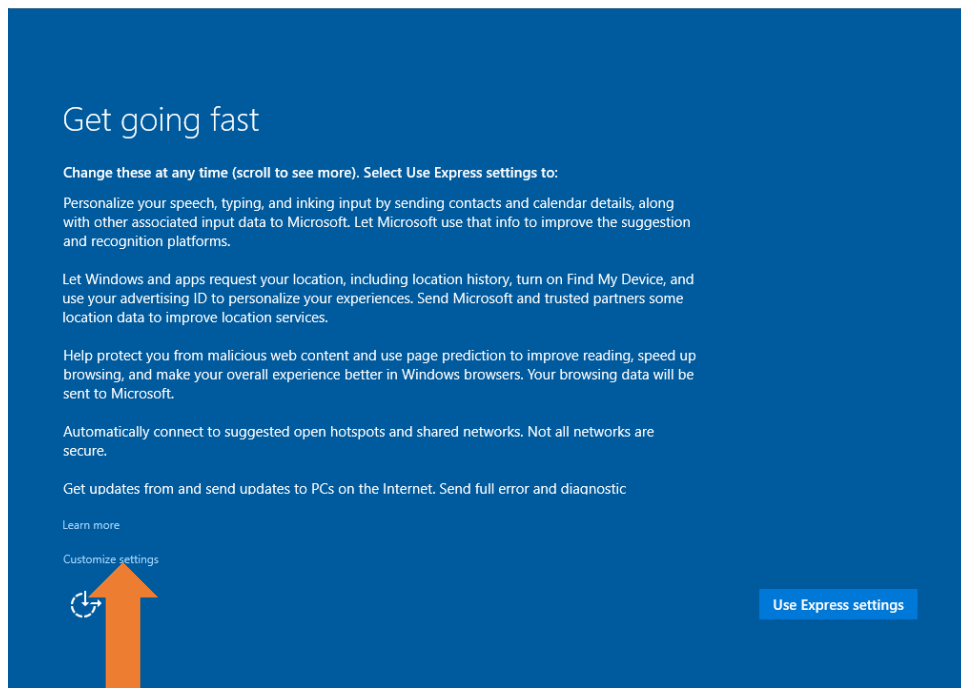 Get going fast
Change these at any time (scroll to see more). Select Use Express settings to:
Personalize your speech, typing, and inking input by sending contacts and calendar details, along
with other associated input data to Microsoft. Let Microsoft use that info to improve the suggestion
and recognition platforms.
Let Windows and apps request your location, including location history, turn on Find My Device, and
use your advertising ID to personalize your experiences. Send Microsoft and trusted partners some
location data to improve location services.
Help protect you from malicious web content and use page prediction to improve reading, speed up
browsing, and make your overall experience better in Windows browsers. Your browsing data will be
sent to Microsoft.
Automatically connect to suggested open hotspots and shared networks. Not all networks are
secure.
Get updates from and send updates to PCs on the Internet. Send full error and diagnostic
Learn more
Customize settings
Use Express settings